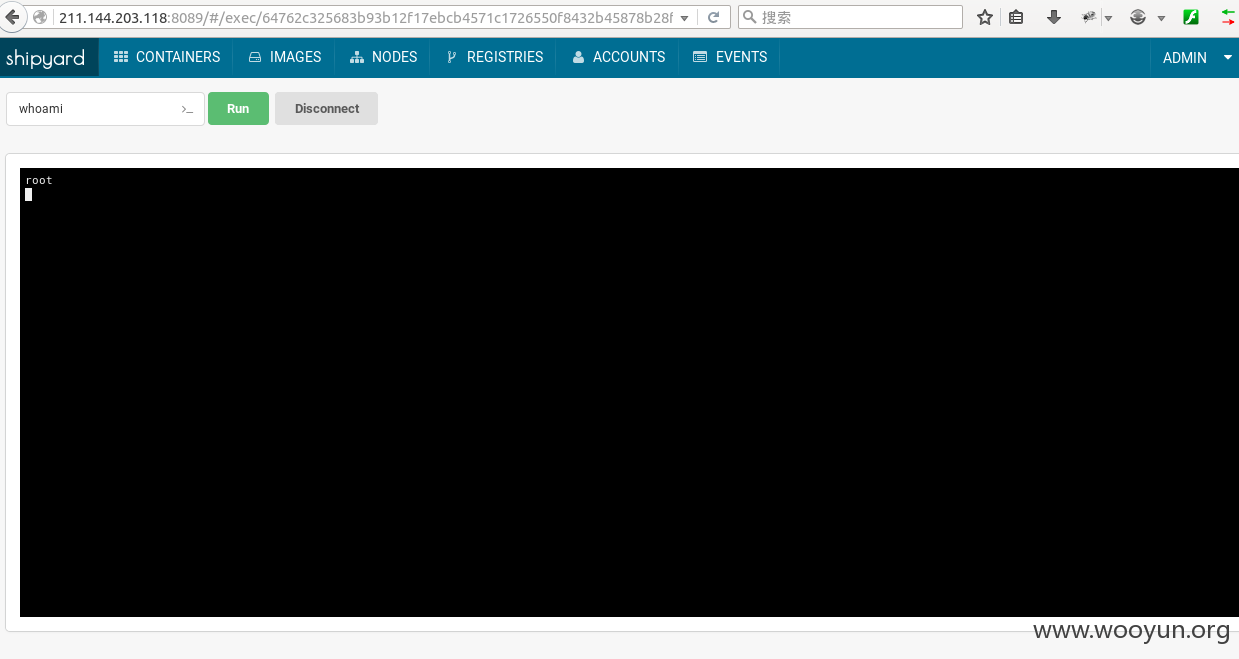 211.144.203.118:8089/#/exec/64762c325683b93b12f17ebcb4571c1726550f8432b45878b28f
搜索
shipyard CONTAINERS IMAGES NODES REGISTRIES ACCOUNTS EVENTS ADMIN
whoami >_ Run Disconnect
root
www.wooyun.org